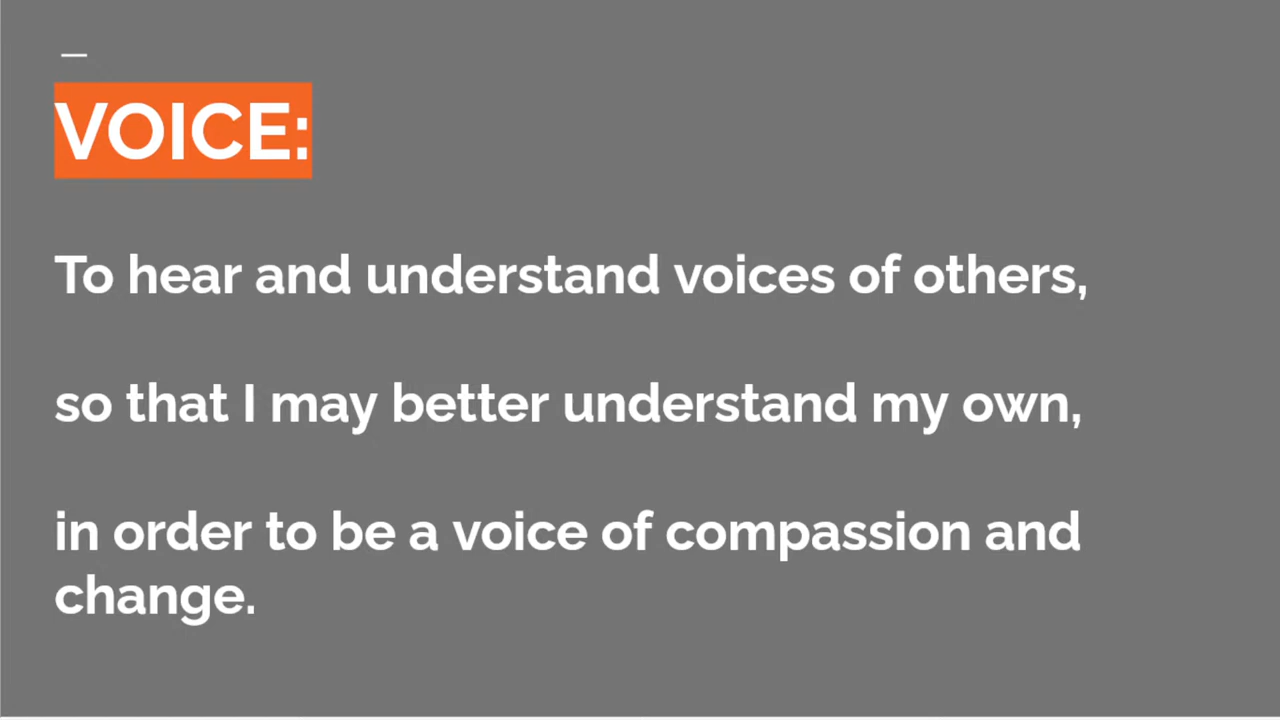 VOICE:
To hear and understand voices of others,
so that I may better understand my own,
in order to be a voice of compassion and
change.